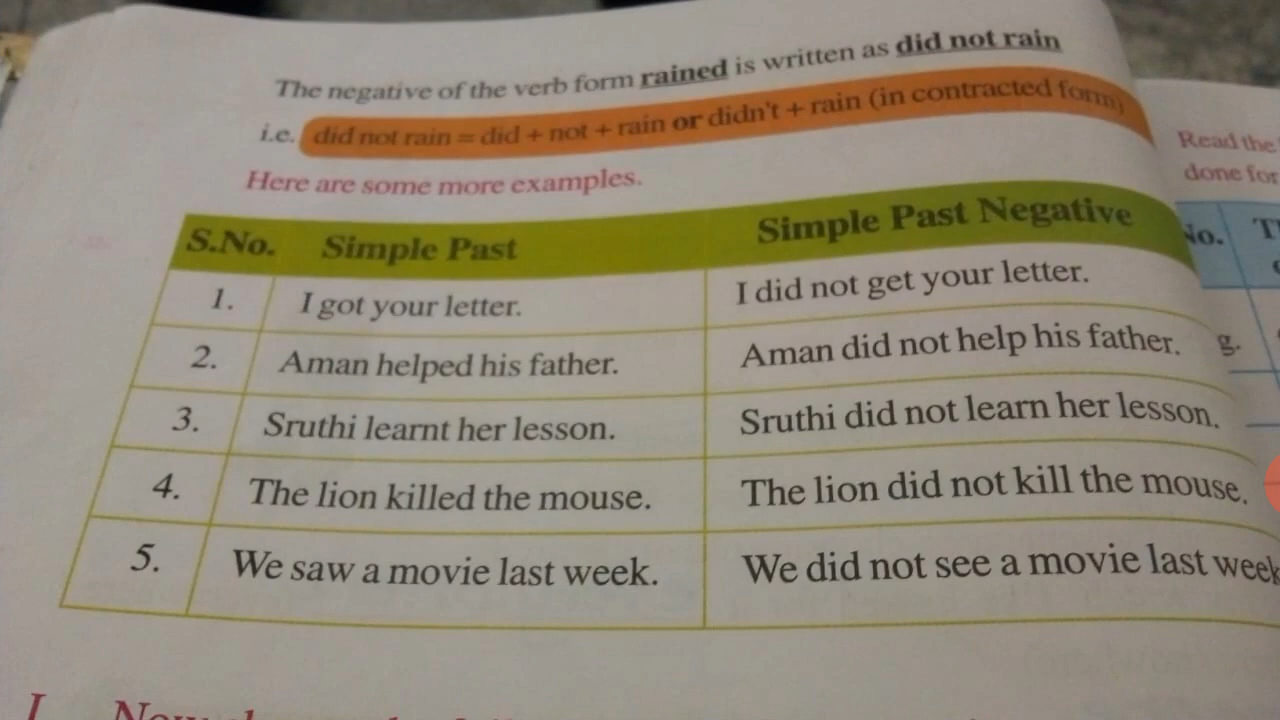 The negative of the verb form rained is written as did not rain
i.e. did not rain = did + not + rain or didn't + rain (in contracted form)
Here are some more examples.
S.No. Simple Past Simple Past Negative
1. I got your letter. I did not get your letter.
2. Aman helped his father. Aman did not help his father.
3. Sruthi learnt her lesson. Sruthi did not learn her lesson.
4. The lion killed the mouse. The lion did not kill the mouse.
5. We saw a movie last week. We did not see a movie last week
I.
Read the
done for
No.
g.